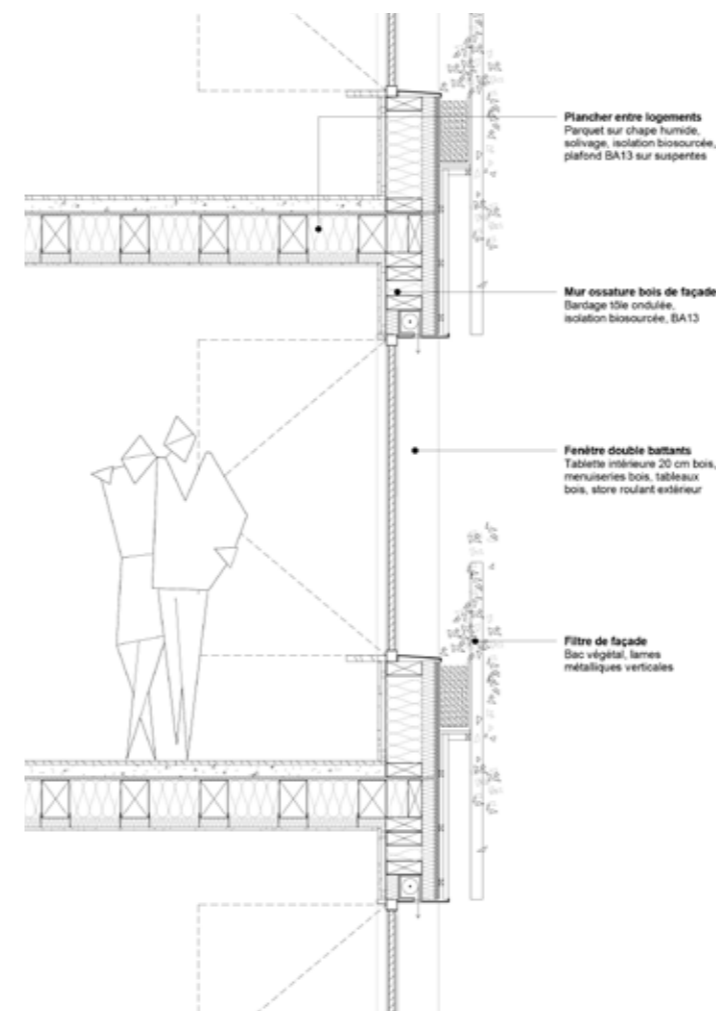 Plancher entre logements
Parquet sur chape humide,
solivage, isolation biosourcée,
plafond BA13 sur suspentes
Mur ossature bois de façade
Bardage tôle ondulée,
isolation biosourcée, BA13
Fenêtre double battants
Tablette intérieure 20 cm bois,
menuiseries bois, tableaux
bois, store roulant extérieur
Filtre de façade
Bac végétal, lames
métalliques verticales